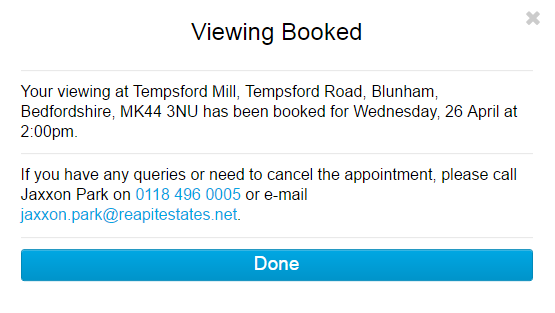 Viewing Booked
Your viewing at Tempsford Mill, Tempsford Road, Blunham,
Bedfordshire, MK44 3NU has been booked for Wednesday, 26 April at
2:00pm.
If you have any queries or need to cancel the appointment, please call
Jaxxon Park on 0118 496 0005 or e-mail
jaxxon.park@reapitestates.net.
Done